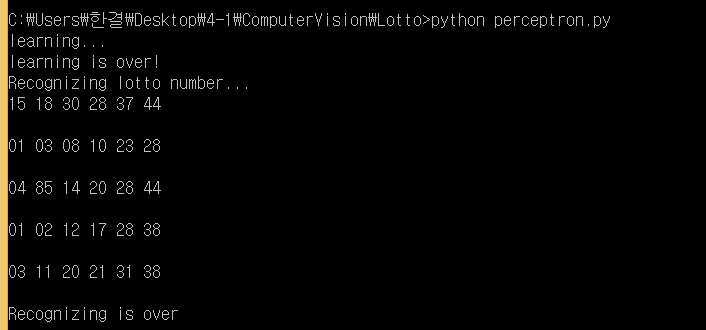 C:₩Users₩한결₩Desktop₩4-1₩ComputerVision₩Lotto>python perceptron.py
learning...
learning is over!
Recognizing lotto number...
15 18 30 28 37 44
01 03 08 10 23 28
04 85 14 20 28 44
01 02 12 17 28 38
03 11 20 21 31 38
Recognizing is over